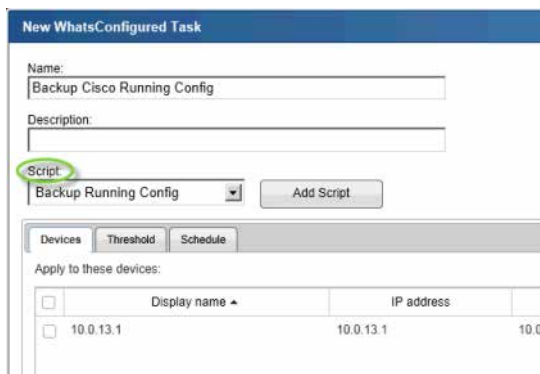 New WhatsConfigured Task
Name:
Backup Cisco Running Config
Description:
Script:
Backup Running Config Add Script
Devices Threshold Schedule
Apply to these devices:
Display name IP address
10.0.13.1 10.0.13.1